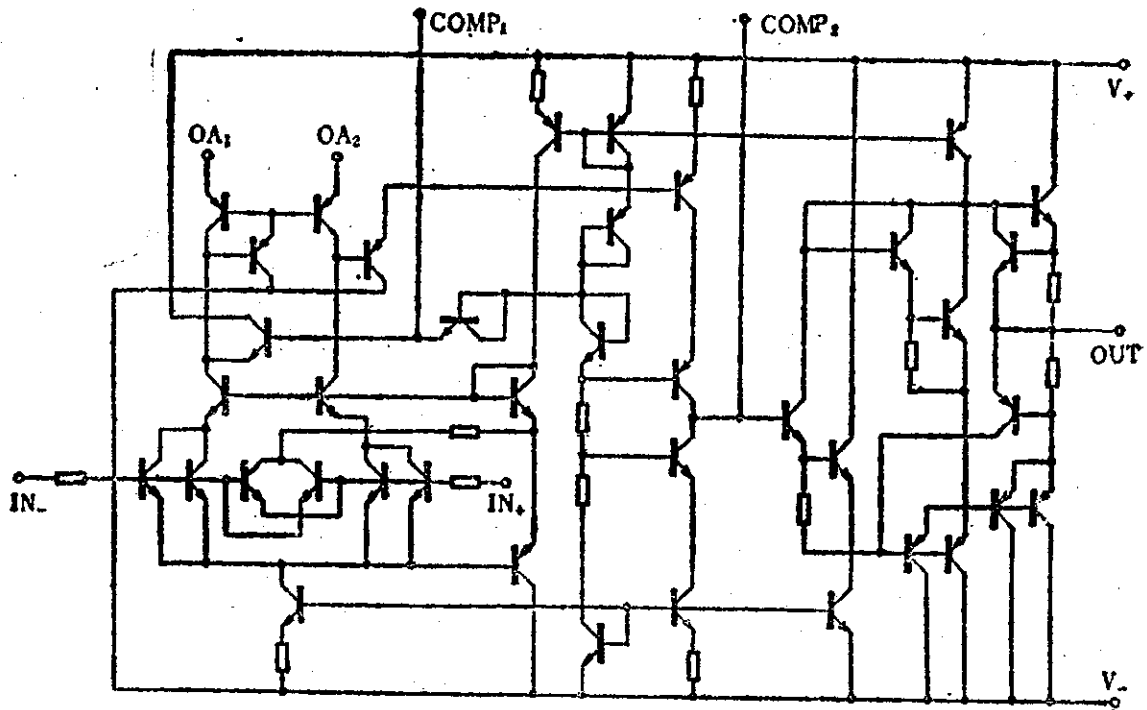 COMP₁
COMP₂
V₊
OA₁
OA₂
OUT
IN₋
IN₊
V₋